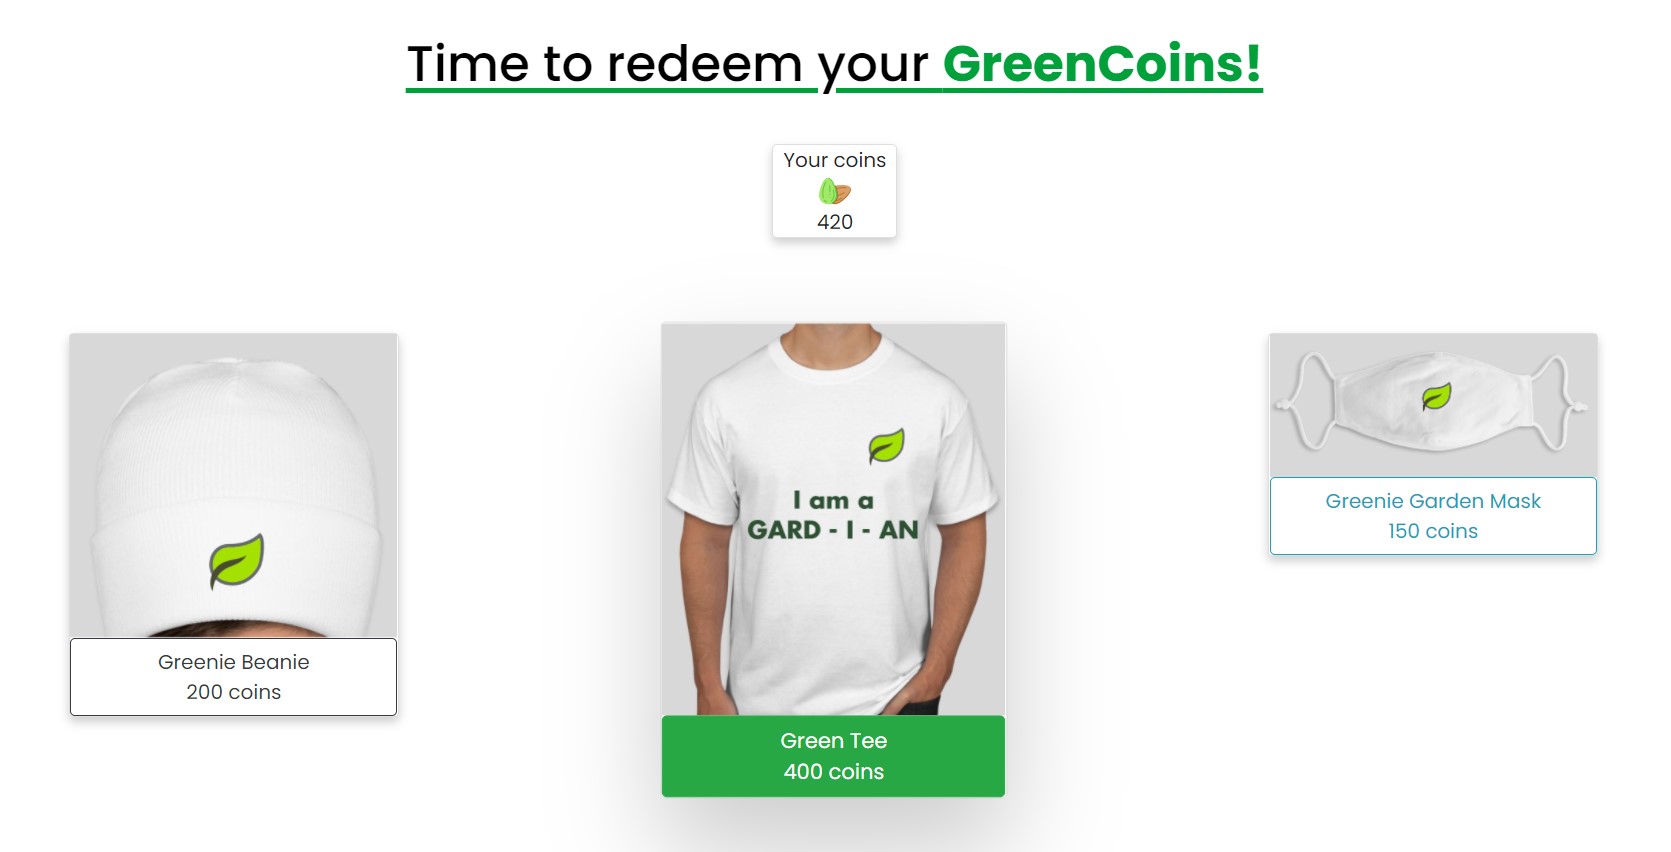 Time to redeem your GreenCoins!
Your coins
420
I am a
GARD - I - AN
Greenie Beanie
200 coins
Green Tee
400 coins
Greenie Garden Mask
150 coins